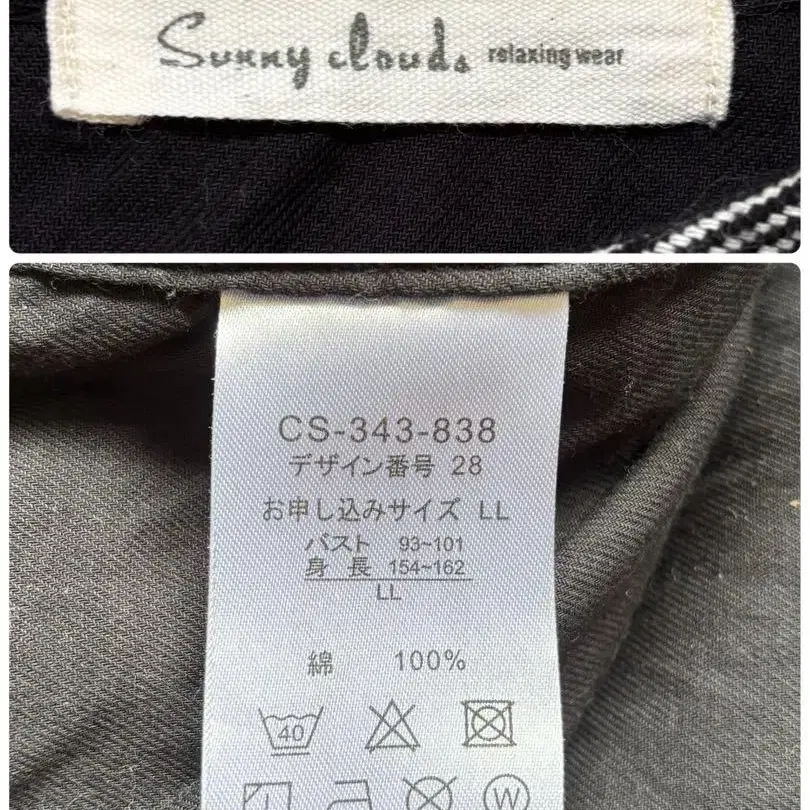 Sunny clouds relaxing wear
CS-343-838
デザイン番号 28
お申し込みサイズ LL
バスト 93~101
身 長 154~162
LL
綿 100%
40
W